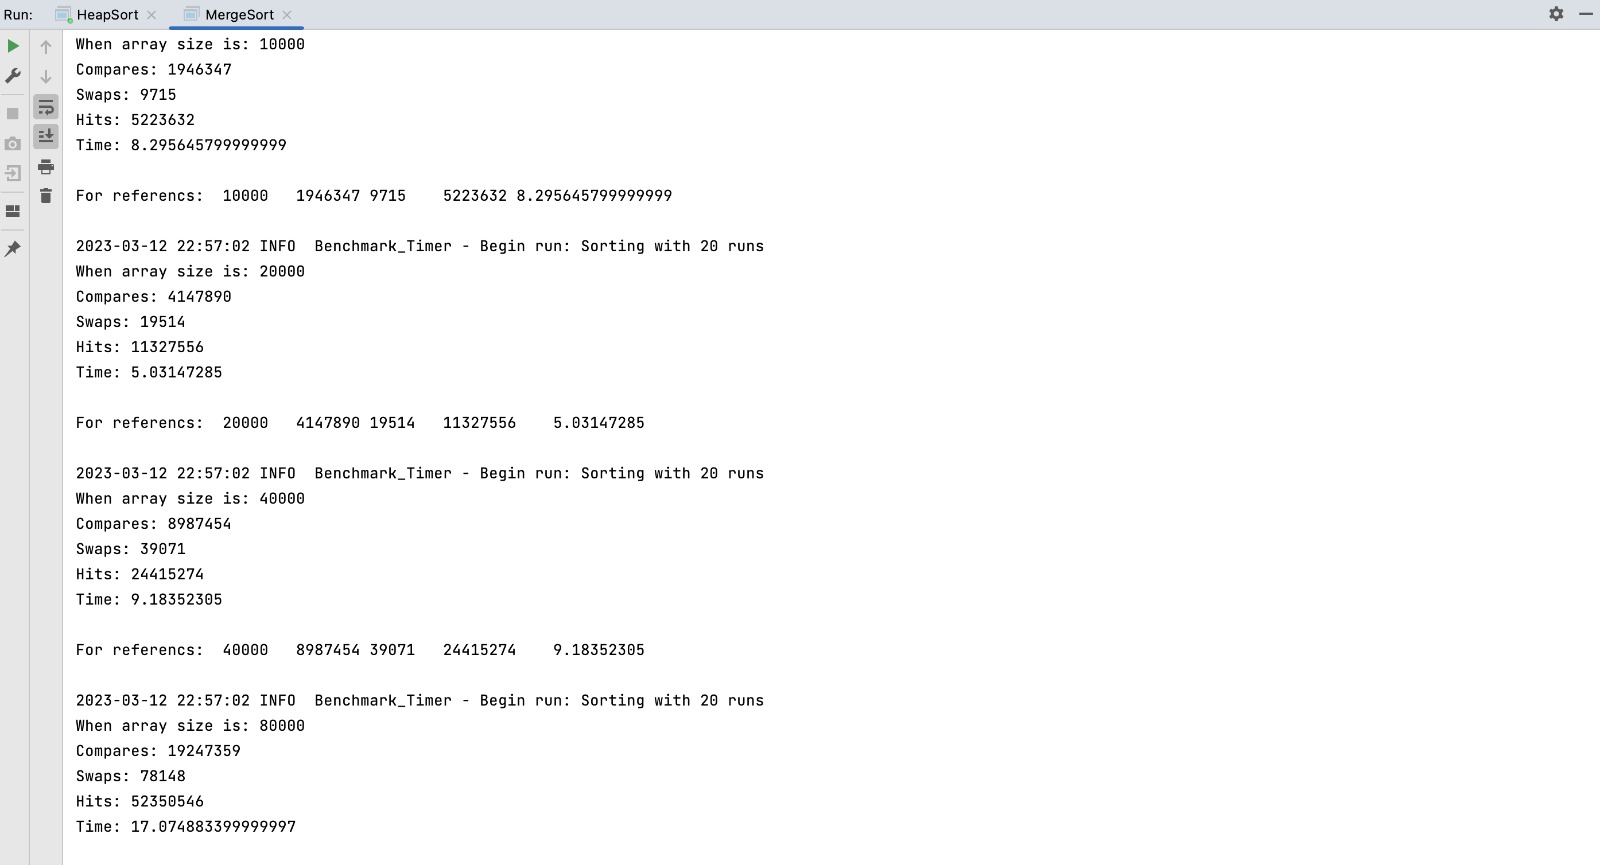 Run: HeapSort MergeSort
When array size is: 10000
Compares: 1946347
Swaps: 9715
Hits: 5223632
Time: 8.295645799999999
For referencs: 10000 1946347 9715 5223632 8.295645799999999
2023-03-12 22:57:02 INFO Benchmark_Timer - Begin run: Sorting with 20 runs
When array size is: 20000
Compares: 4147890
Swaps: 19514
Hits: 11327556
Time: 5.03147285
For referencs: 20000 4147890 19514 11327556 5.03147285
2023-03-12 22:57:02 INFO Benchmark_Timer - Begin run: Sorting with 20 runs
When array size is: 40000
Compares: 8987454
Swaps: 39071
Hits: 24415274
Time: 9.18352305
For referencs: 40000 8987454 39071 24415274 9.18352305
2023-03-12 22:57:02 INFO Benchmark_Timer - Begin run: Sorting with 20 runs
When array size is: 80000
Compares: 19247359
Swaps: 78148
Hits: 52350546
Time: 17.074883399999997